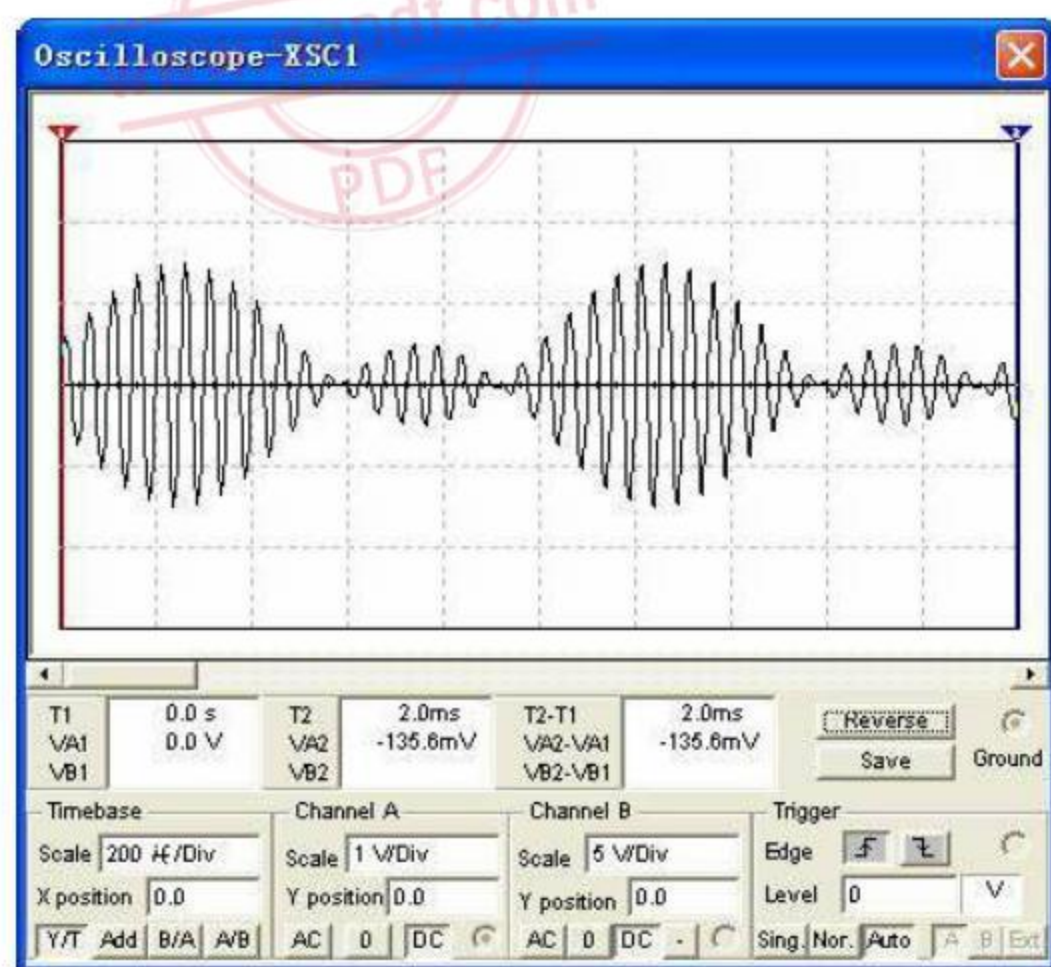 PDF
Oscilloscope-XSC1
T1 0.0 s T2 2.0ms T2-T1 2.0ms Reverse
VA1 0.0 V VA2 -135.6mV VA2-VA1 -135.6mV
VB1 VB2 VB2-VB1 Save Ground
Timebase Channel A Channel B Trigger
Scale 200 /Div Scale 1 V/Div Scale 5 V/Div Edge
X position 0.0 Y position 0.0 Y position 0.0 Level 0 V
Y/T Add B/A A/B AC 0 DC AC 0 DC - Sing. Nor. Auto A B Ext